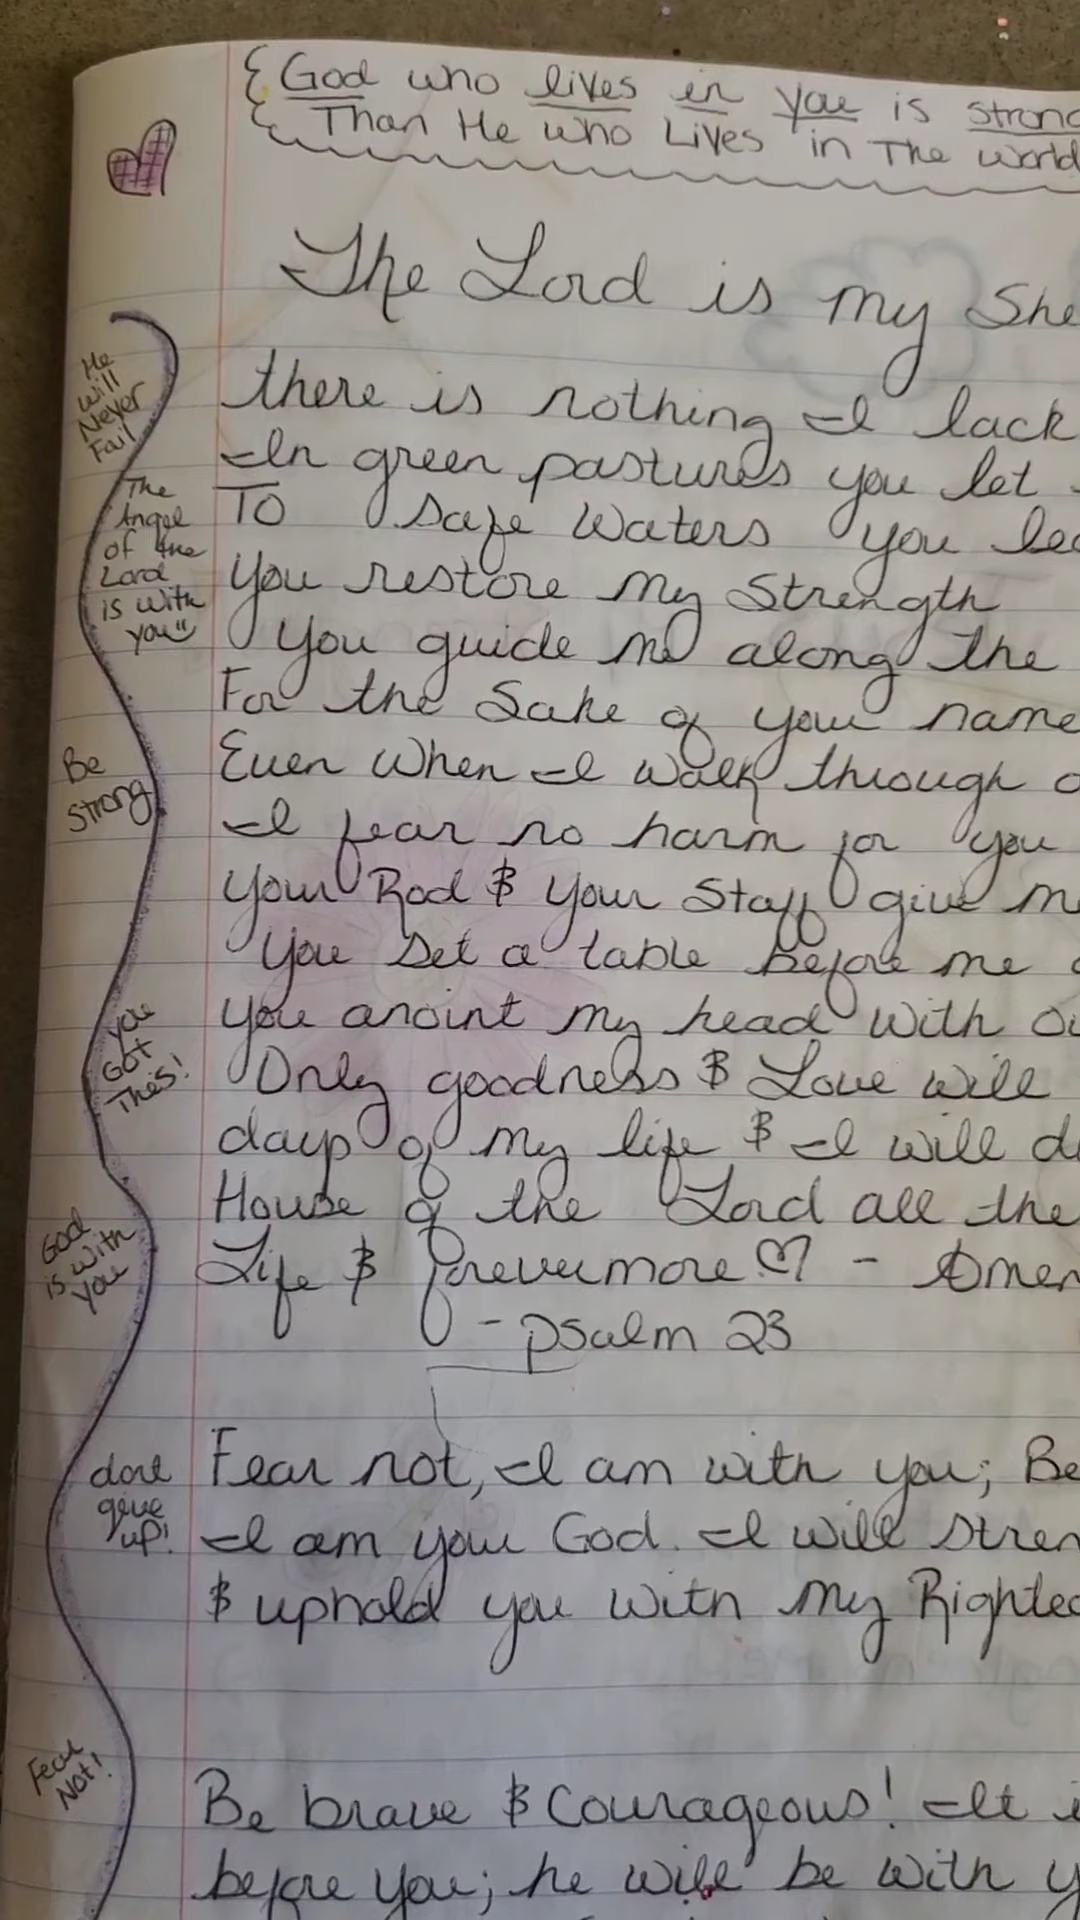 God who lives in you is strong
Than He who Lives in The World
The Lord is my She
there is nothing I lack
In green pastures you let
To safe Waters you lea
You restore My Strength
You guide me along the
For the Sake of your name
Even When I walk through a
I fear no harm for you
Your Rod & Your Staff give me
You set a table before me
You anoint my head With oi
Only goodness & Love will
days of my life & I will d
House of the Lord all the
Life & forevermore ♡ - Amen
- psalm 23
Fear not, I am with you; Be
I am your God. I will stren
& uphold you With My Righteo
Be brave & Courageous! It i
before You; he will be With y
He
will
Never
Fail
The
Angel
of the
Lord
is with
you
Be
Strong
you
Got
This!
God
is with
you
dont
give
up!
Fear
Not!